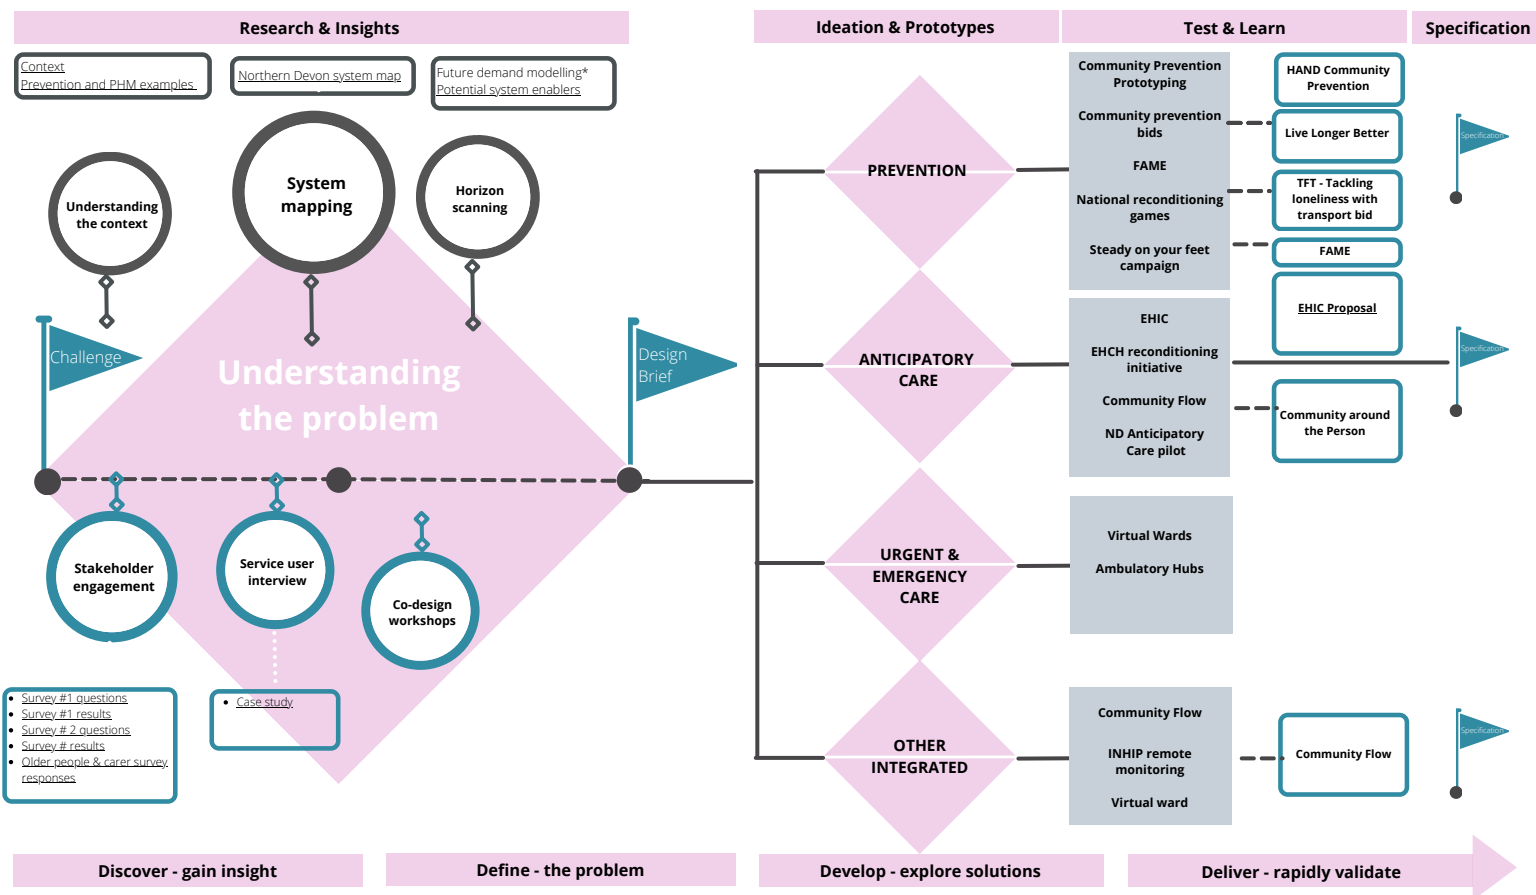 Research & Insights
Ideation & Prototypes
Test & Learn
Specification
Context
Prevention and PHM examples
Northern Devon system map
Future demand modelling*
Potential system enablers
Understanding
the context
System
mapping
Horizon
scanning
Challenge
Understanding
the problem
Design
Brief
Stakeholder
engagement
Service user
interview
Co-design
workshops
Survey #1 questions
Survey #1 results
Survey # 2 questions
Survey # results
Older people & carer survey
responses
Case study
PREVENTION
Community Prevention
Prototyping
Community prevention
bids
FAME
National reconditioning
games
Steady on your feet
campaign
HAND Community
Prevention
Live Longer Better
TFT - Tackling
loneliness with
transport bid
FAME
Specification
ANTICIPATORY
CARE
EHIC
EHCH reconditioning
initiative
Community Flow
ND Anticipatory
Care pilot
EHIC Proposal
Community around
the Person
Specification
URGENT &
EMERGENCY
CARE
Virtual Wards
Ambulatory Hubs
OTHER
INTEGRATED
Community Flow
INHIP remote
monitoring
Virtual ward
Community Flow
Specification
Discover - gain insight
Define - the problem
Develop - explore solutions
Deliver - rapidly validate